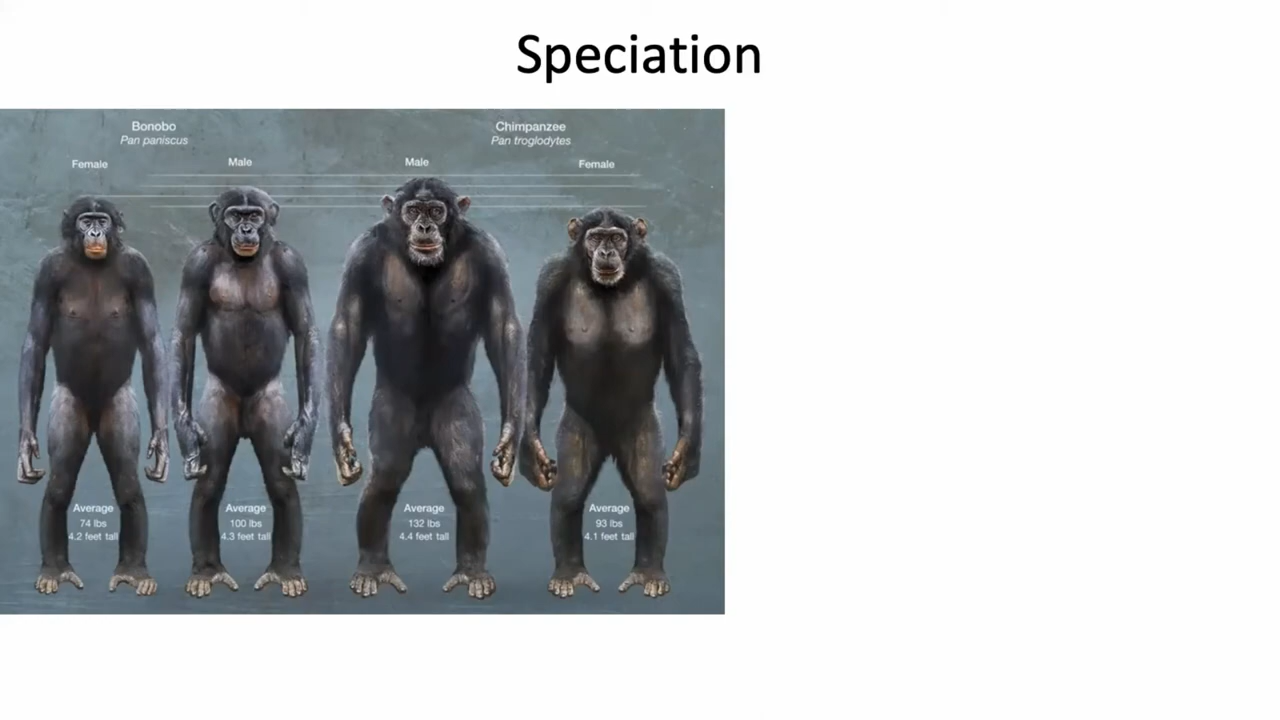 Speciation
Bonobo
Pan paniscus
Chimpanzee
Pan troglodytes
Female
Male
Male
Female
Average
74 lbs
4.2 feet tall
Average
100 lbs
4.3 feet tall
Average
132 lbs
4.4 feet tall
Average
93 lbs
4.1 feet tall